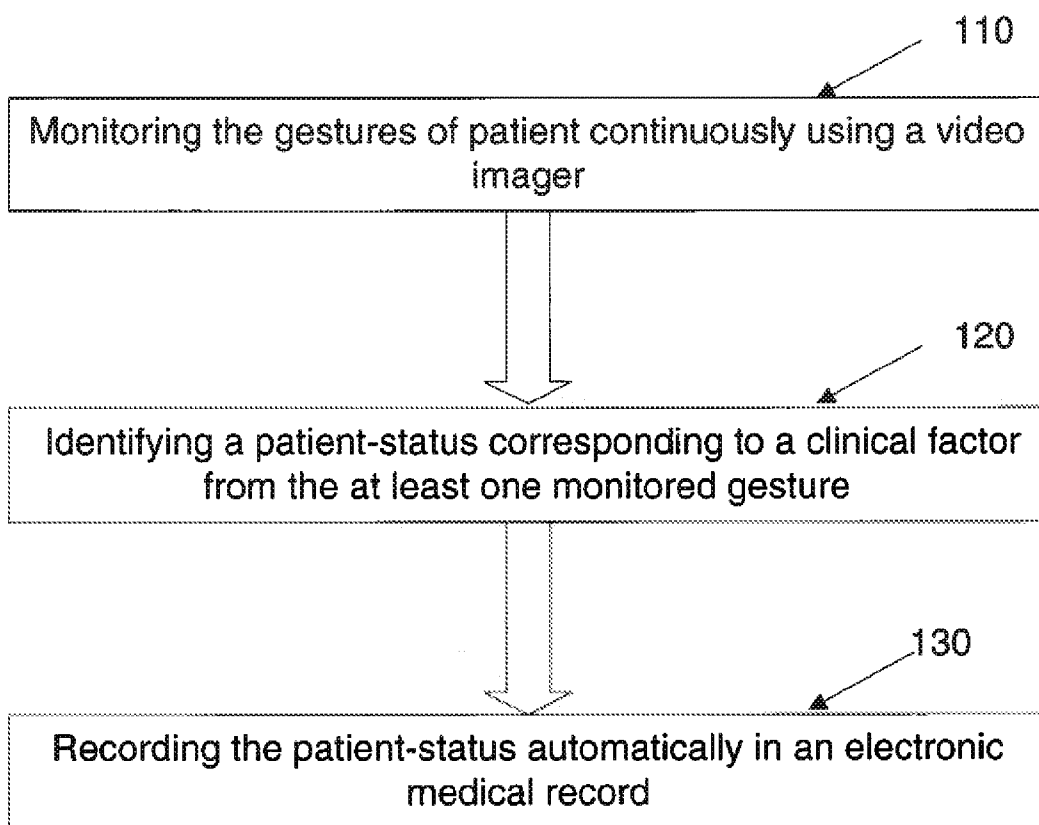 110
Monitoring the gestures of patient continuously using a video
imager
120
Identifying a patient-status corresponding to a clinical factor
from the at least one monitored gesture
130
Recording the patient-status automatically in an electronic
medical record